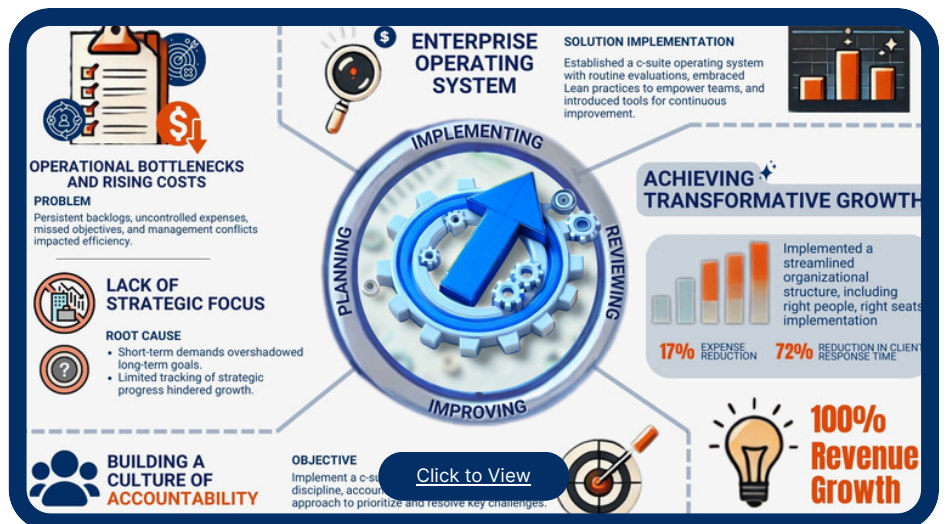 OPERATIONAL BOTTLENECKS
AND RISING COSTS
PROBLEM
Persistent backlogs, uncontrolled expenses,
missed objectives, and management conflicts
impacted efficiency.
LACK OF
STRATEGIC FOCUS
ROOT CAUSE
• Short-term demands overshadowed
long-term goals.
• Limited tracking of strategic
progress hindered growth.
?
BUILDING A
CULTURE OF
ACCOUNTABILITY
$
$
ENTERPRISE
OPERATING
SYSTEM
SOLUTION IMPLEMENTATION
Established a c-suite operating system
with routine evaluations, embraced
Lean practices to empower teams, and
introduced tools for continuous
improvement.
IMPLEMENTING
PLANNING
REVIEWING
IMPROVING
OBJECTIVE
Implement a c-su
discipline, accoun
approach to prioritize and resolve key challenges.
Click to View
ACHIEVING
TRANSFORMATIVE GROWTH
Implemented a
streamlined
organizational
structure, including
right people, right seats
implementation
17% EXPENSE
REDUCTION
72% REDUCTION IN CLIENT
RESPONSE TIME
100%
Revenue
Growth